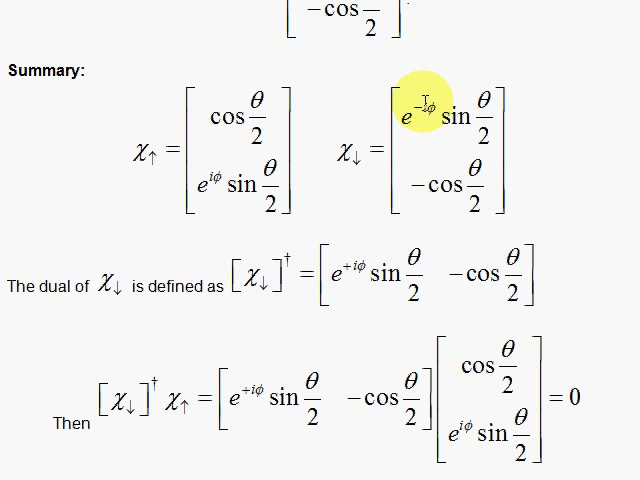 [ -cos 2 ]
Summary:
χ↑ = [ cos θ/2 e^{iφ} sin θ/2 ] χ↓ = [ e^{-iφ} sin θ/2 -cos θ/2 ]
The dual of χ↓ is defined as [χ↓]† = [ e^{+iφ} sin θ/2 -cos θ/2 ]
Then [χ↓]† χ↑ = [ e^{+iφ} sin θ/2 -cos θ/2 ] [ cos θ/2 e^{iφ} sin θ/2 ] = 0